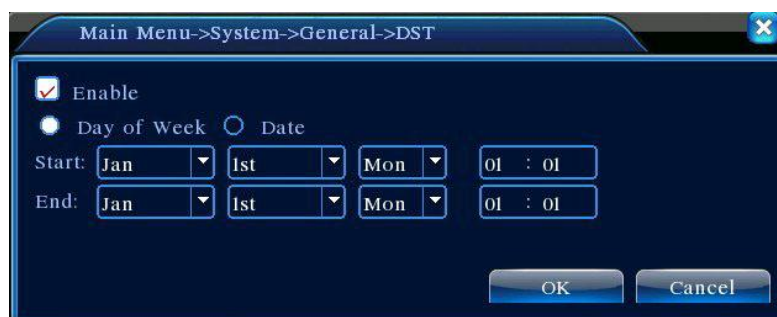 Main Menu->System->General->DST
Enable
Day of Week Date
Start: Jan 1st Mon 01 : 01
End: Jan 1st Mon 01 : 01
OK Cancel